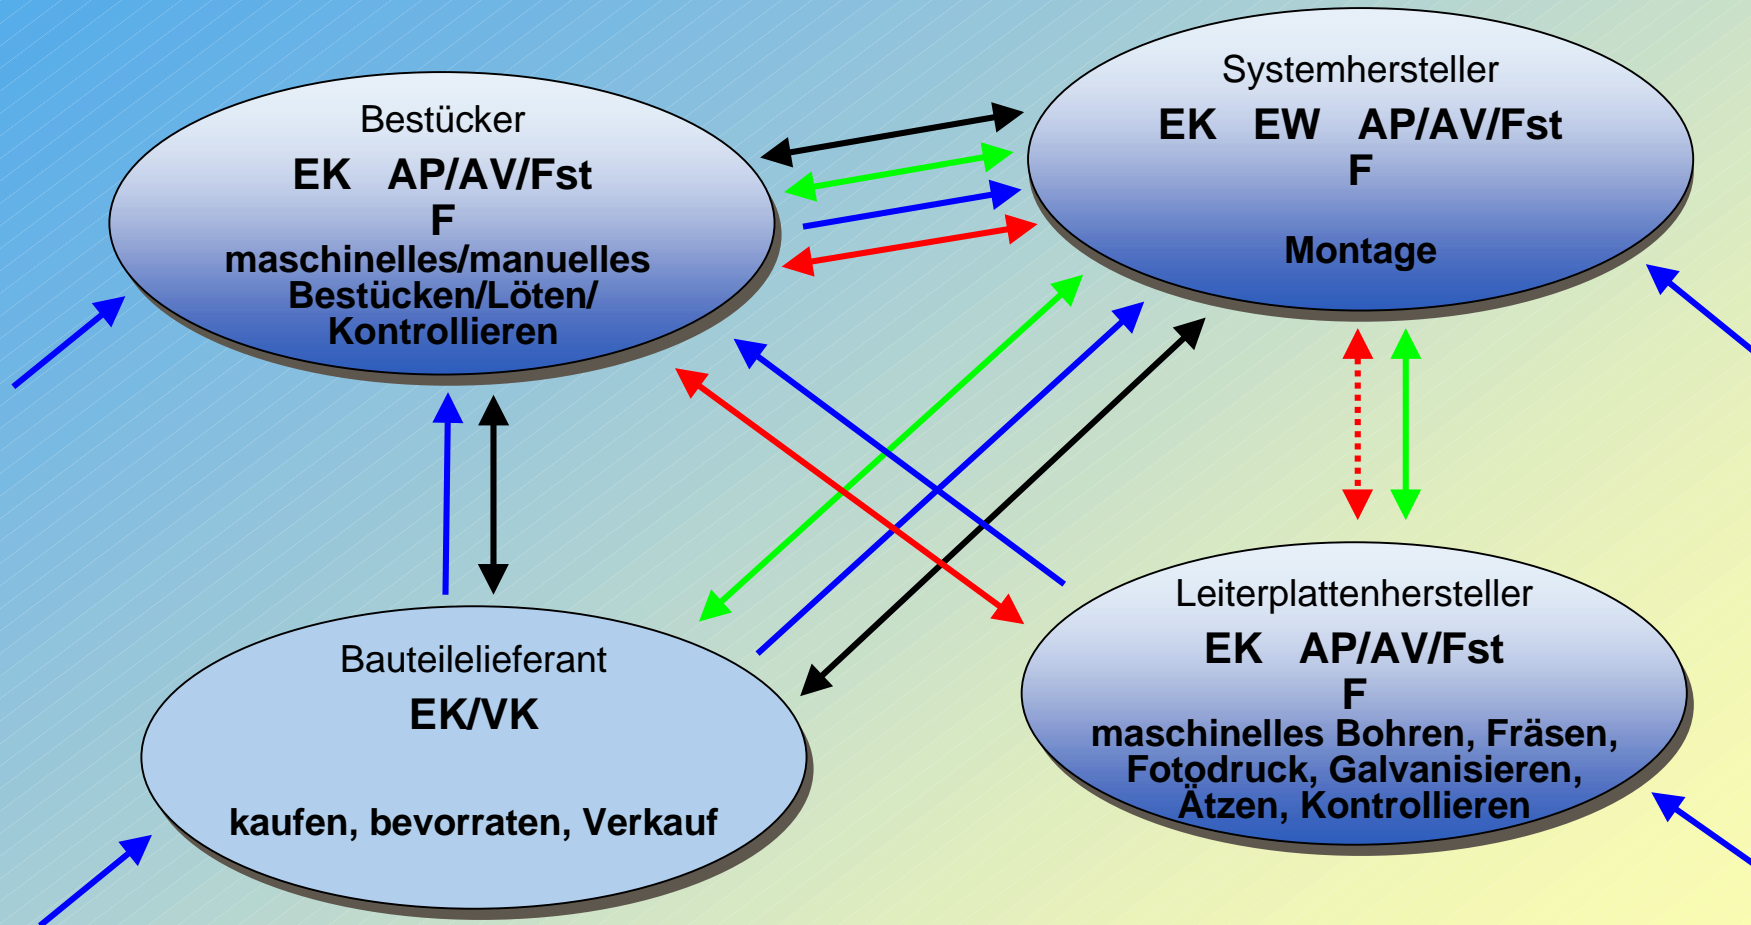 Bestücker
EK AP/AV/Fst
F
maschinelles/manuelles
Bestücken/Löten/
Kontrollieren
Systemhersteller
EK EW AP/AV/Fst
F
Montage
Bauteilelieferant
EK/VK
kaufen, bevorraten, Verkauf
Leiterplattenhersteller
EK AP/AV/Fst
F
maschinelles Bohren, Fräsen,
Fotodruck, Galvanisieren,
Ätzen, Kontrollieren